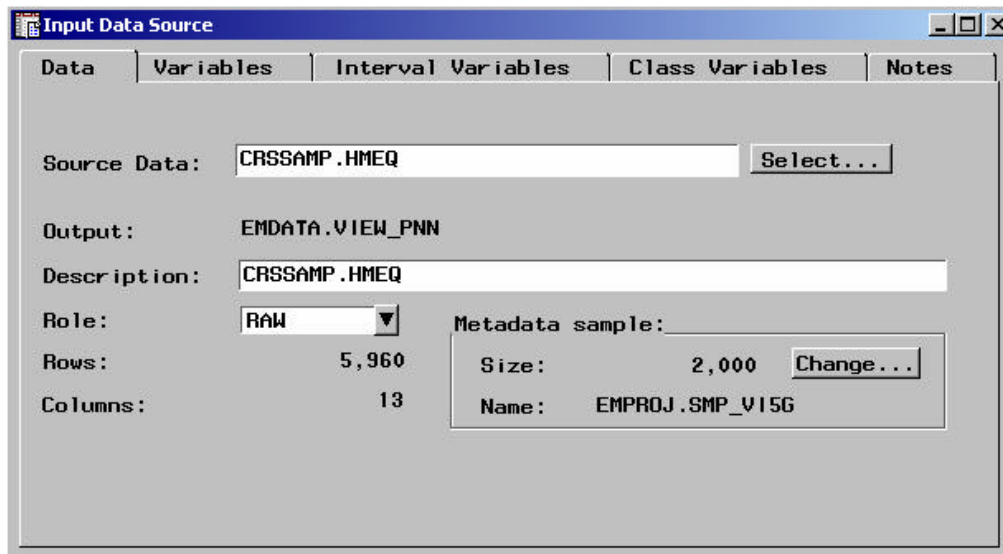 Input Data Source
Data Variables Interval Variables Class Variables Notes
Source Data: CRSSAMP.HMEQ Select...
Output: EMDATA.VIEW_PNN
Description: CRSSAMP.HMEQ
Role: RAW Metadata sample:
Rows: 5,960 Size: 2,000 Change...
Columns: 13 Name: EMPROJ.SMP_VI5G